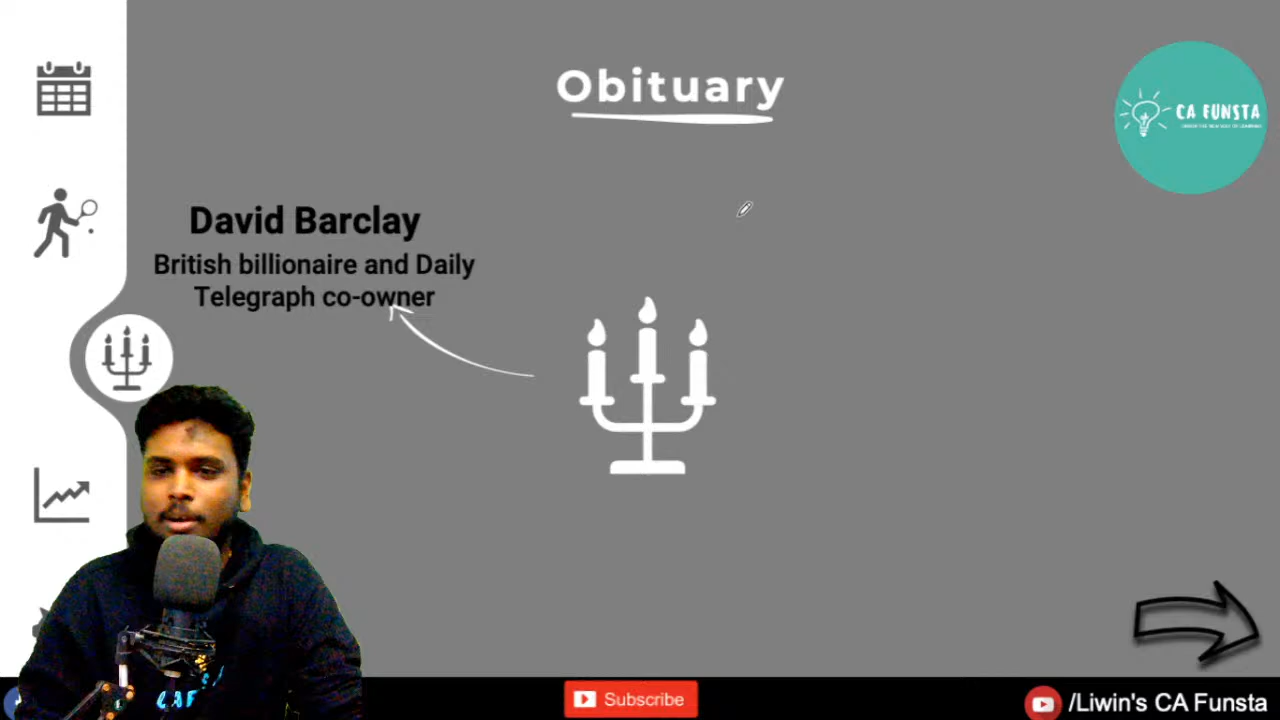 Obituary
CA FUNSTA
David Barclay
British billionaire and Daily
Telegraph co-owner
Subscribe
/Liwin's CA Funsta